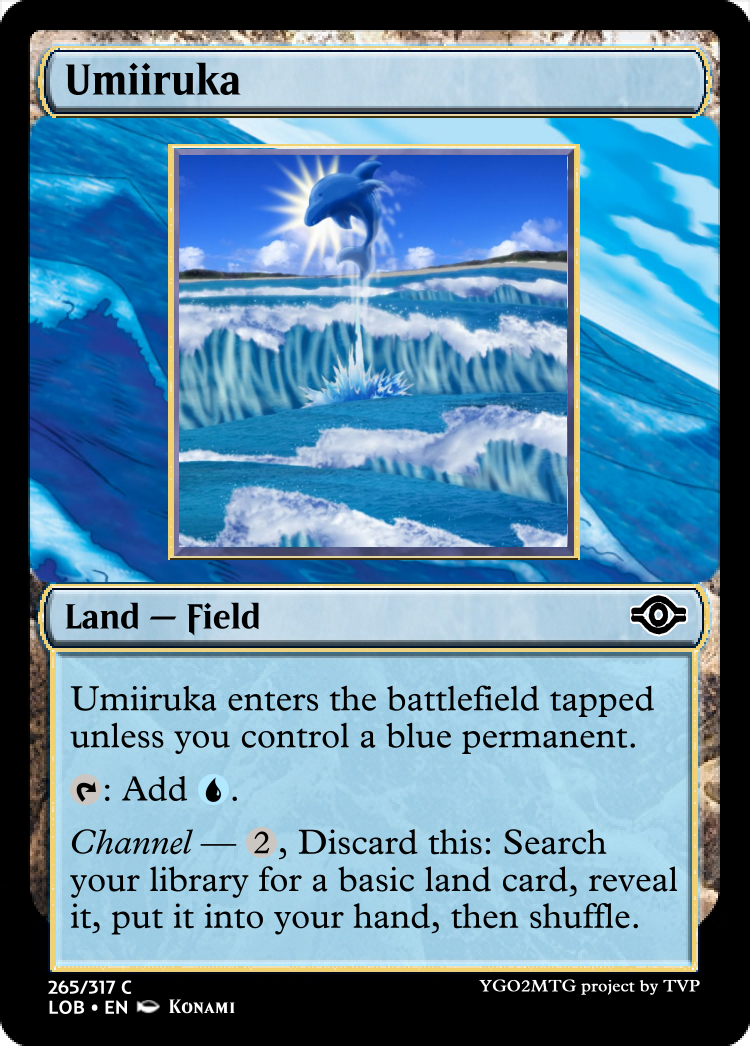 Umiiruka
Land — Field
Umiiruka enters the battlefield tapped
unless you control a blue permanent.
: Add .
Channel — 2, Discard this: Search
your library for a basic land card, reveal
it, put it into your hand, then shuffle.
265/317 C
YGO2MTG project by TVP
LOB • EN Konami